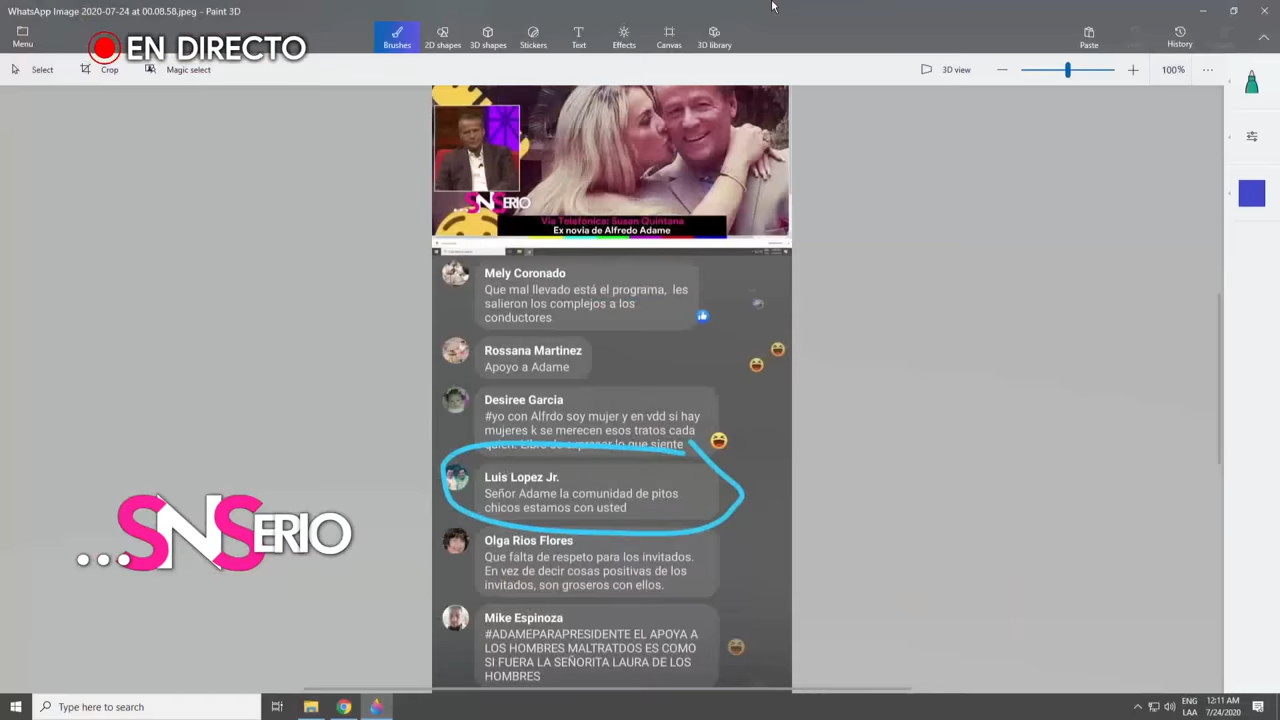 WhatsApp Image 2020-07-24 at 00.08.58.jpeg - Paint 3D
Menu
Brushes
2D shapes
3D shapes
Stickers
Text
Effects
Canvas
3D library
Paste
History
EN DIRECTO
Select
Crop
Magic select
3D view
100%
...SNSERIO
Vía Telefónica: Susan Quintana
Ex novia de Alfredo Adame
Mely Coronado
Que mal llevado está el programa, les
salieron los complejos a los
conductores
Rossana Martinez
Apoyo a Adame
Desiree Garcia
#yo con Alfrdo soy mujer y en vdd si hay
mujeres k se merecen esos tratos cada
quien. Libre de expresar lo que siente
Luis Lopez Jr.
Señor Adame la comunidad de pitos
chicos estamos con usted
Olga Rios Flores
Que falta de respeto para los invitados.
En vez de decir cosas positivas de los
invitados, son groseros con ellos.
Mike Espinoza
#ADAMEPARAPRESIDENTE EL APOYA A
LOS HOMBRES MALTRATDOS ES COMO
SI FUERA LA SEÑORITA LAURA DE LOS
HOMBRES
...SNSERIO
Type here to search
ENG
LAA
12:11 AM
7/24/2020